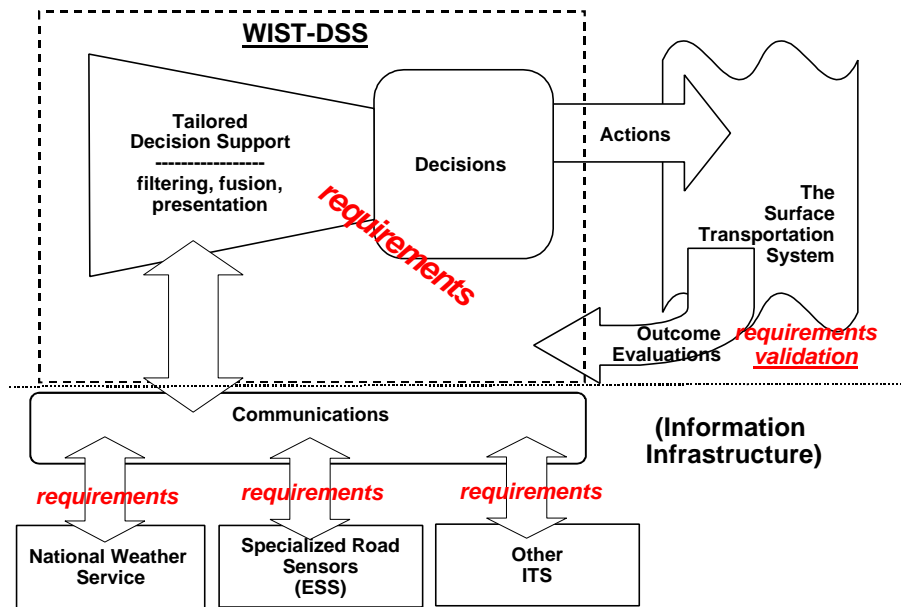 WIST-DSS
Tailored
Decision Support
-----------------
filtering, fusion,
presentation
requirements
Decisions
Actions
The
Surface
Transportation
System
Outcome
Evaluations
requirements
validation
Communications
(Information
Infrastructure)
requirements
requirements
requirements
National Weather
Service
Specialized Road
Sensors
(ESS)
Other
ITS